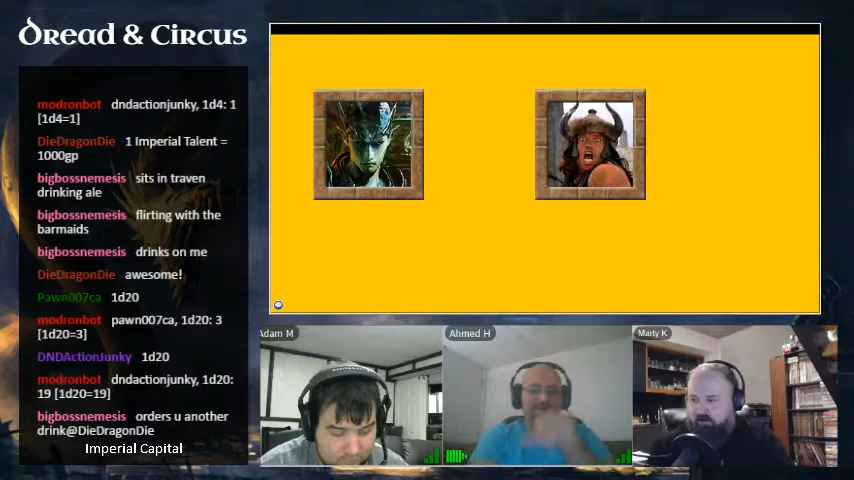 Dread & Circus
modronbot dndactionjunky, 1d4: 1
[1d4=1]
DieDragonDie 1 Imperial Talent =
1000gp
bigbossnemesis sits in traven
drinking ale
bigbossnemesis flirting with the
barmaids
bigbossnemesis drinks on me
DieDragonDie awesome!
Pawn007ca 1d20
modronbot pawn007ca, 1d20: 3
[1d20=3]
DNDActionJunky 1d20
modronbot dndactionjunky, 1d20:
19 [1d20=19]
bigbossnemesis orders u another
drink@DieDragonDie
Imperial Capital
Adam M
Ahmed H
Marty K